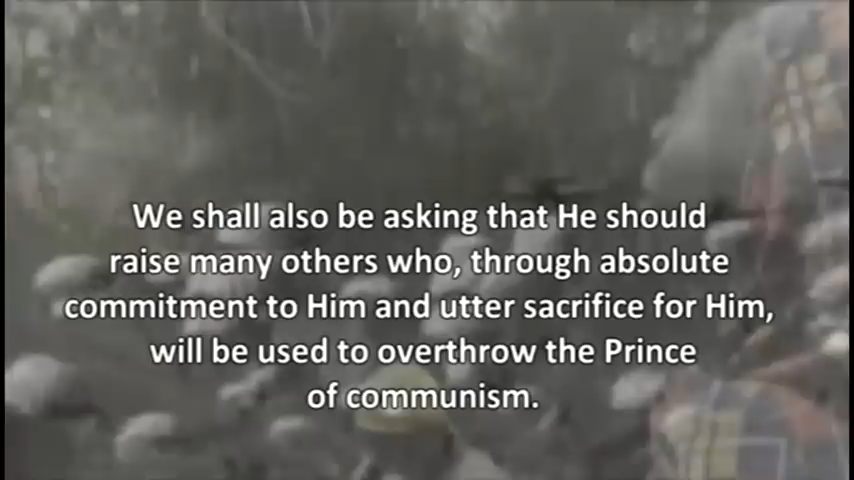 We shall also be asking that He should
raise many others who, through absolute
commitment to Him and utter sacrifice for Him,
will be used to overthrow the Prince
of communism.